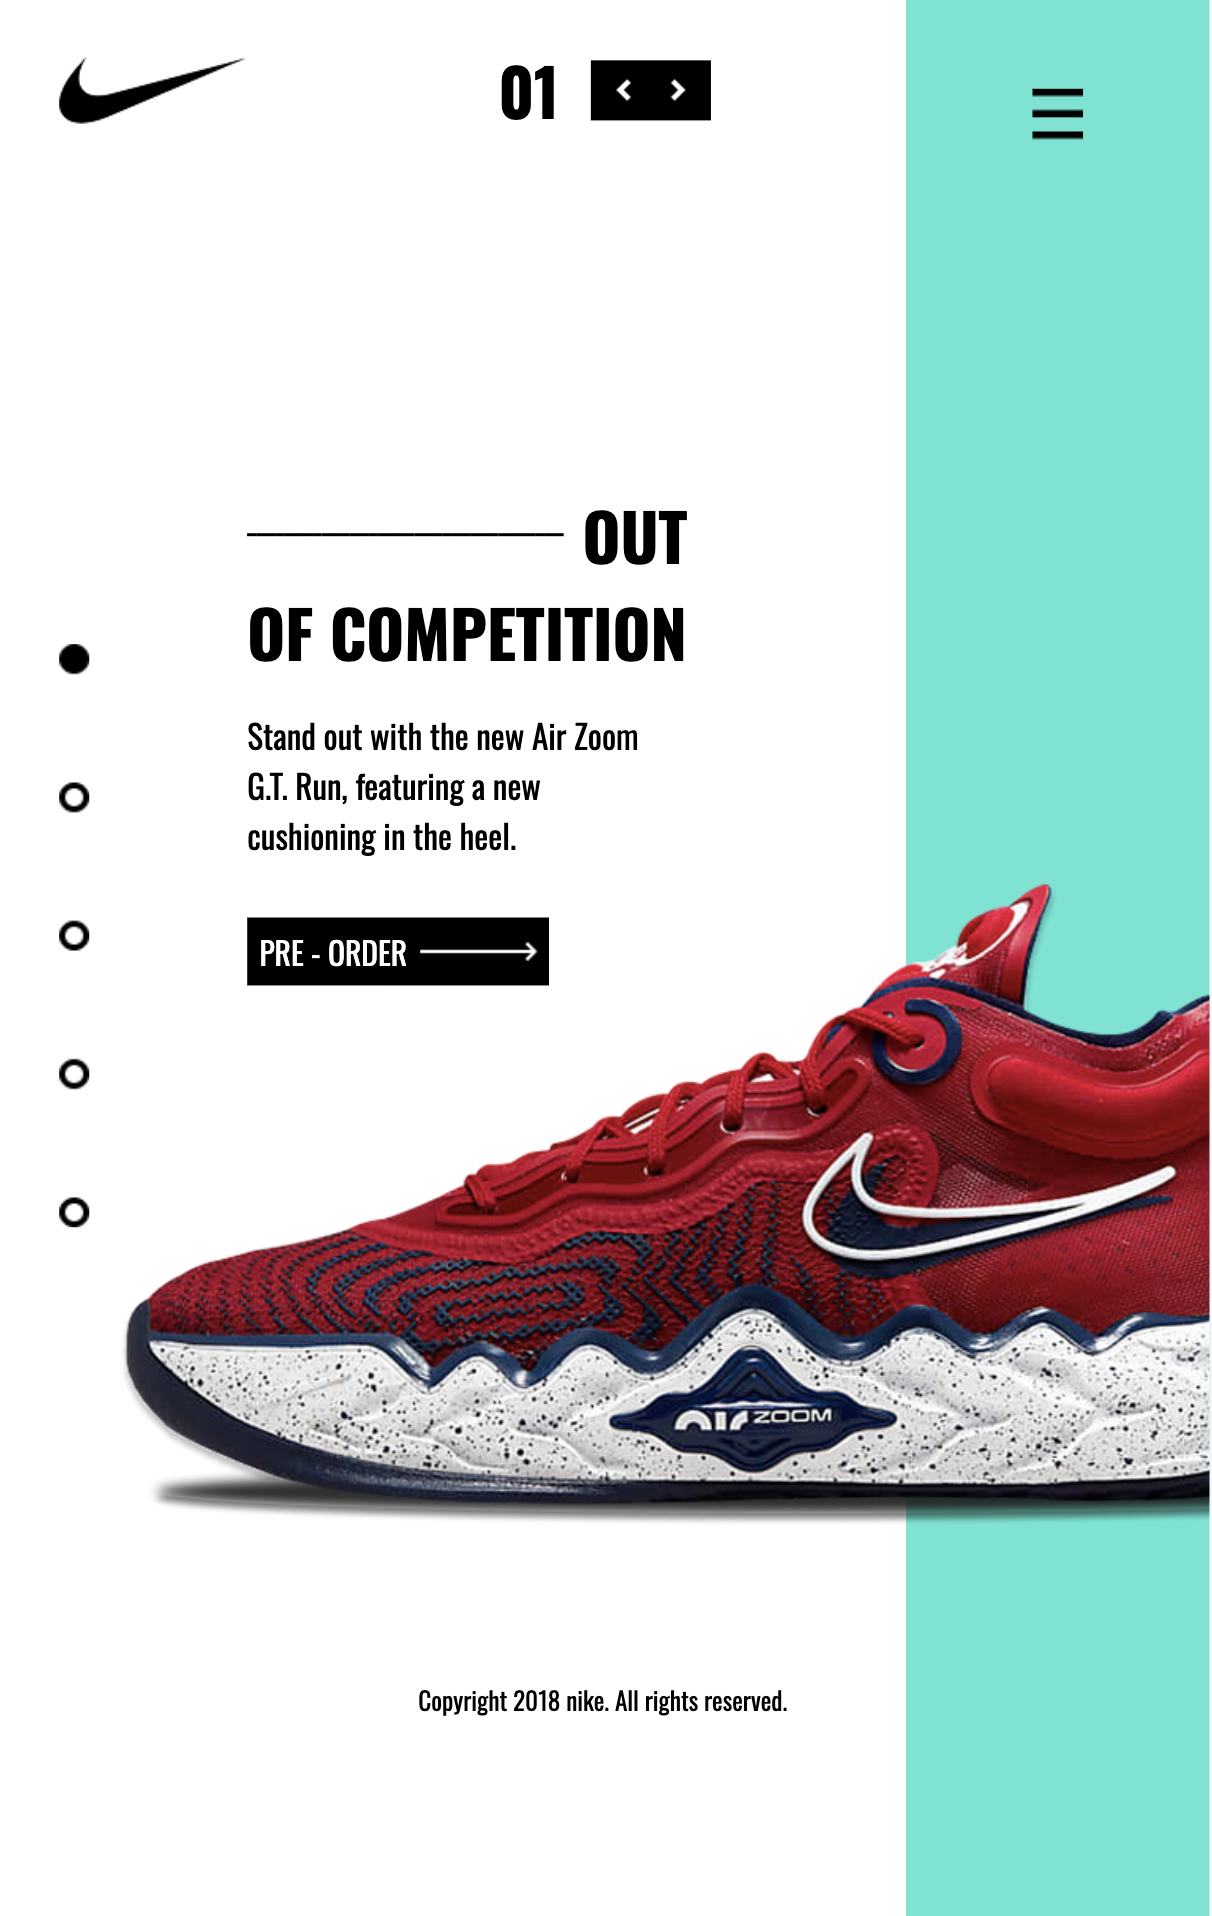 01
OUT
OF COMPETITION
Stand out with the new Air Zoom
G.T. Run, featuring a new
cushioning in the heel.
PRE - ORDER
air ZOOM
Copyright 2018 nike. All rights reserved.